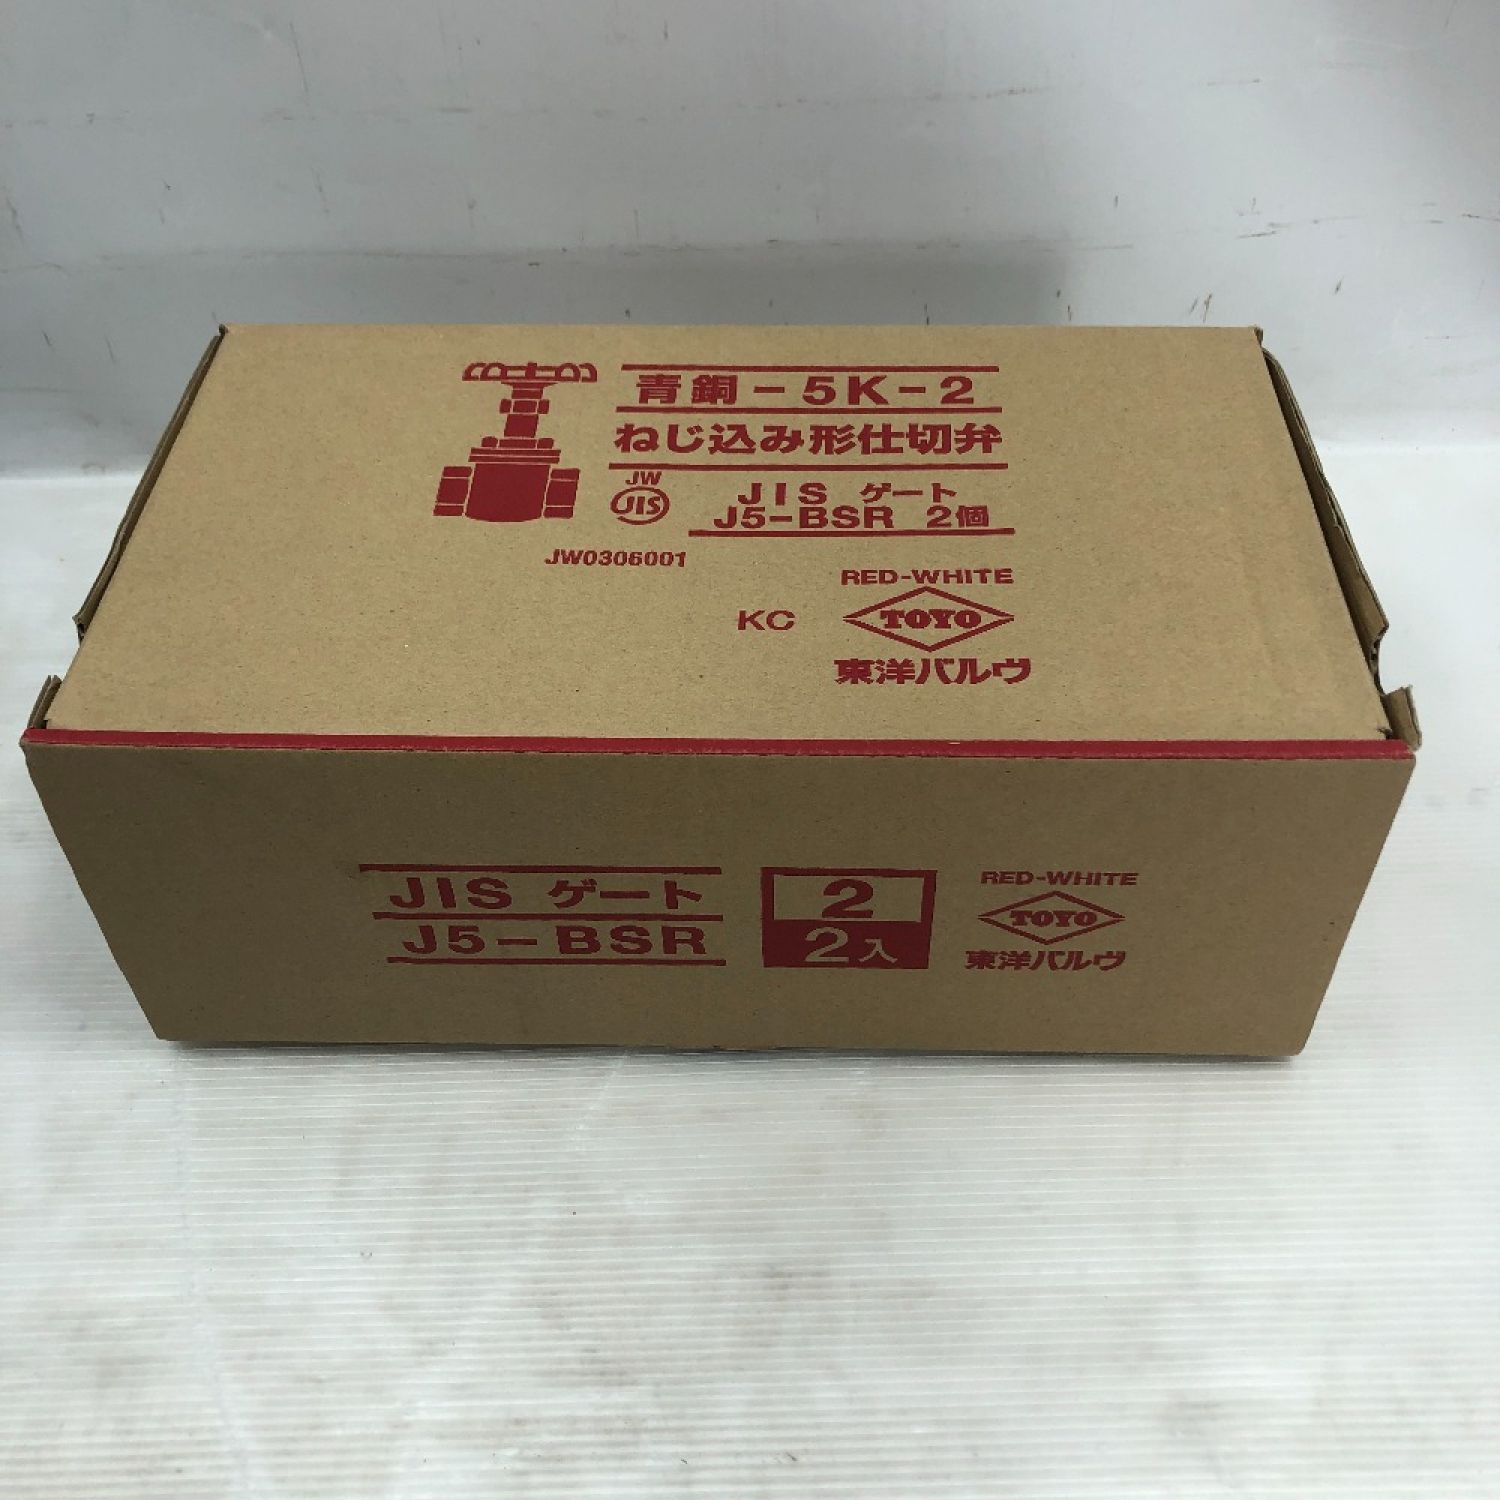 青銅-5K-2
ねじ込み形仕切弁
JW
JIS
JIS ゲート
J5-BSR 2個
JW0306001
RED-WHITE
KC
TOYO
東洋バルヴ
JIS ゲート
J5-BSR
2
2入
RED-WHITE
TOYO
東洋バルヴ